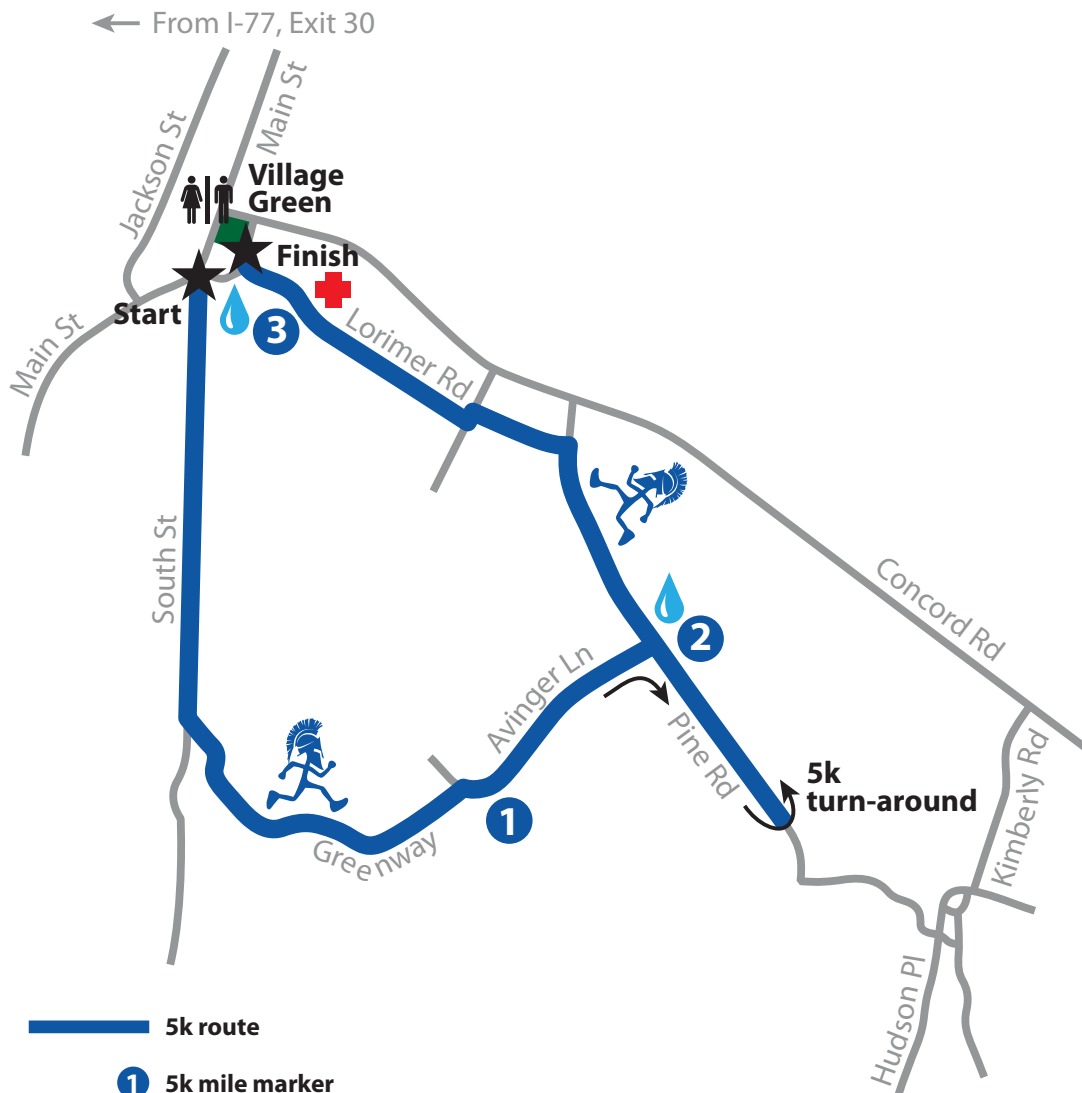 From I-77, Exit 30
Jackson St
Main St
Village
Green
Finish
Start
Main St
3
Lorimer Rd
South St
Concord Rd
2
Avinger Ln
Pine Rd
5k
turn-around
Kimberly Rd
1
Greenway
Hudson Pl
5k route
1 5k mile marker